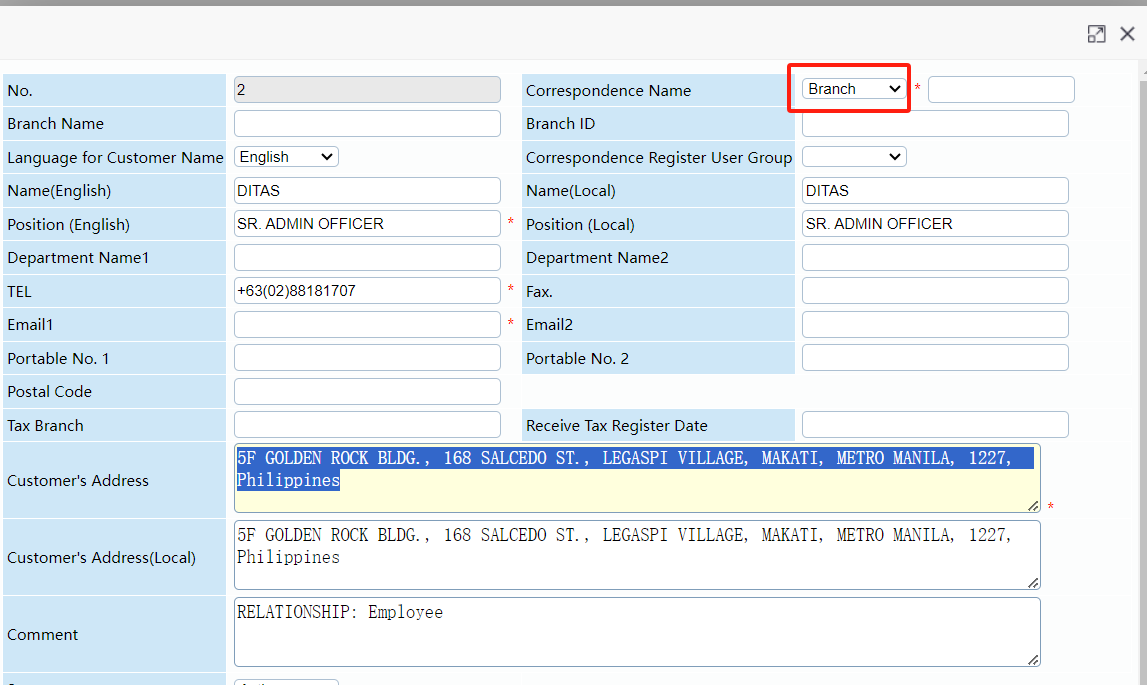 No. 2 Correspondence Name Branch *
Branch Name Branch ID
Language for Customer Name English Correspondence Register User Group
Name(English) DITAS Name(Local) DITAS
Position (English) SR. ADMIN OFFICER * Position (Local) SR. ADMIN OFFICER
Department Name1 Department Name2
TEL +63(02)88181707 * Fax.
Email1 * Email2
Portable No. 1 Portable No. 2
Postal Code
Tax Branch Receive Tax Register Date
Customer's Address
5F GOLDEN ROCK BLDG., 168 SALCEDO ST., LEGASPI VILLAGE, MAKATI, METRO MANILA, 1227,
Philippines *
Customer's Address(Local)
5F GOLDEN ROCK BLDG., 168 SALCEDO ST., LEGASPI VILLAGE, MAKATI, METRO MANILA, 1227,
Philippines
Comment
RELATIONSHIP: Employee